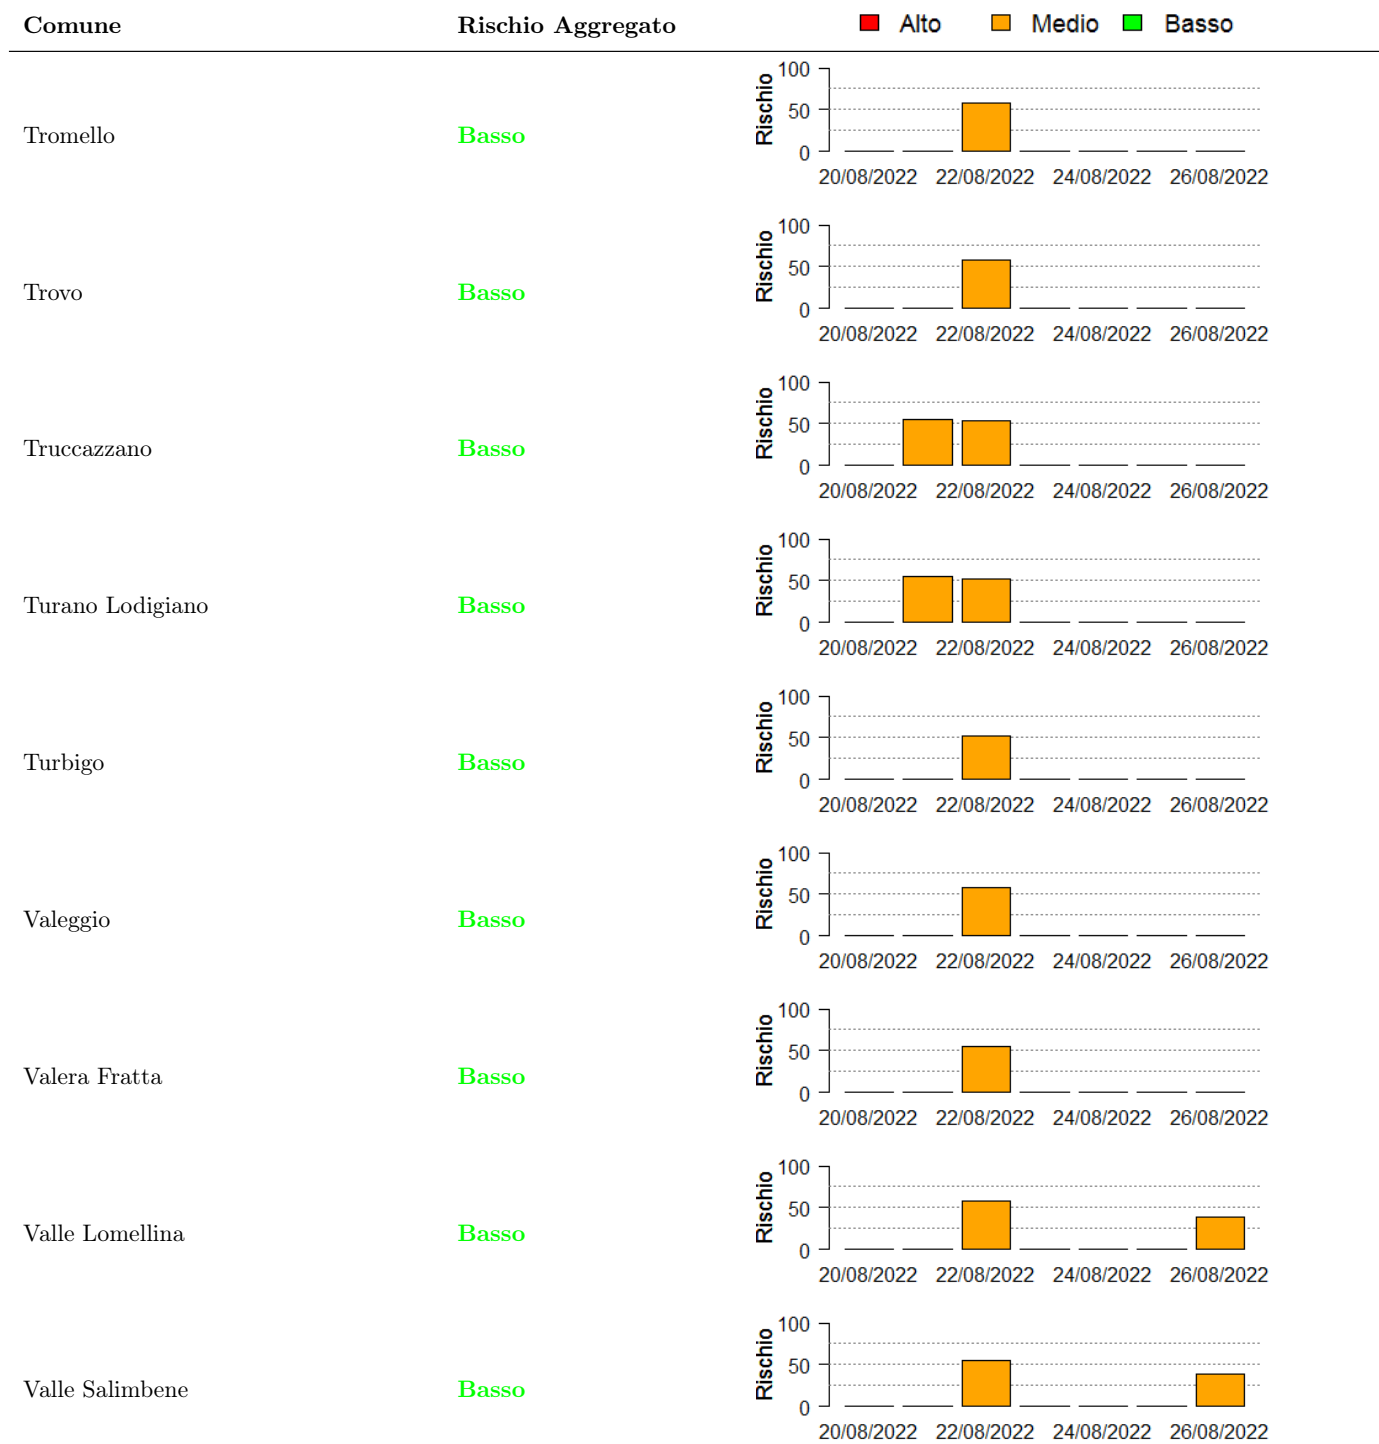 Comune Rischio Aggregato Alto Medio Basso
100
50
0
Rischio
Tromello Basso
20/08/2022 22/08/2022 24/08/2022 26/08/2022
100
50
0
Rischio
Trovo Basso
20/08/2022 22/08/2022 24/08/2022 26/08/2022
100
50
0
Rischio
Truccazzano Basso
20/08/2022 22/08/2022 24/08/2022 26/08/2022
100
50
0
Rischio
Turano Lodigiano Basso
20/08/2022 22/08/2022 24/08/2022 26/08/2022
100
50
0
Rischio
Turbigo Basso
20/08/2022 22/08/2022 24/08/2022 26/08/2022
100
50
0
Rischio
Valeggio Basso
20/08/2022 22/08/2022 24/08/2022 26/08/2022
100
50
0
Rischio
Valera Fratta Basso
20/08/2022 22/08/2022 24/08/2022 26/08/2022
100
50
0
Rischio
Valle Lomellina Basso
20/08/2022 22/08/2022 24/08/2022 26/08/2022
100
50
0
Rischio
Valle Salimbene Basso
20/08/2022 22/08/2022 24/08/2022 26/08/2022